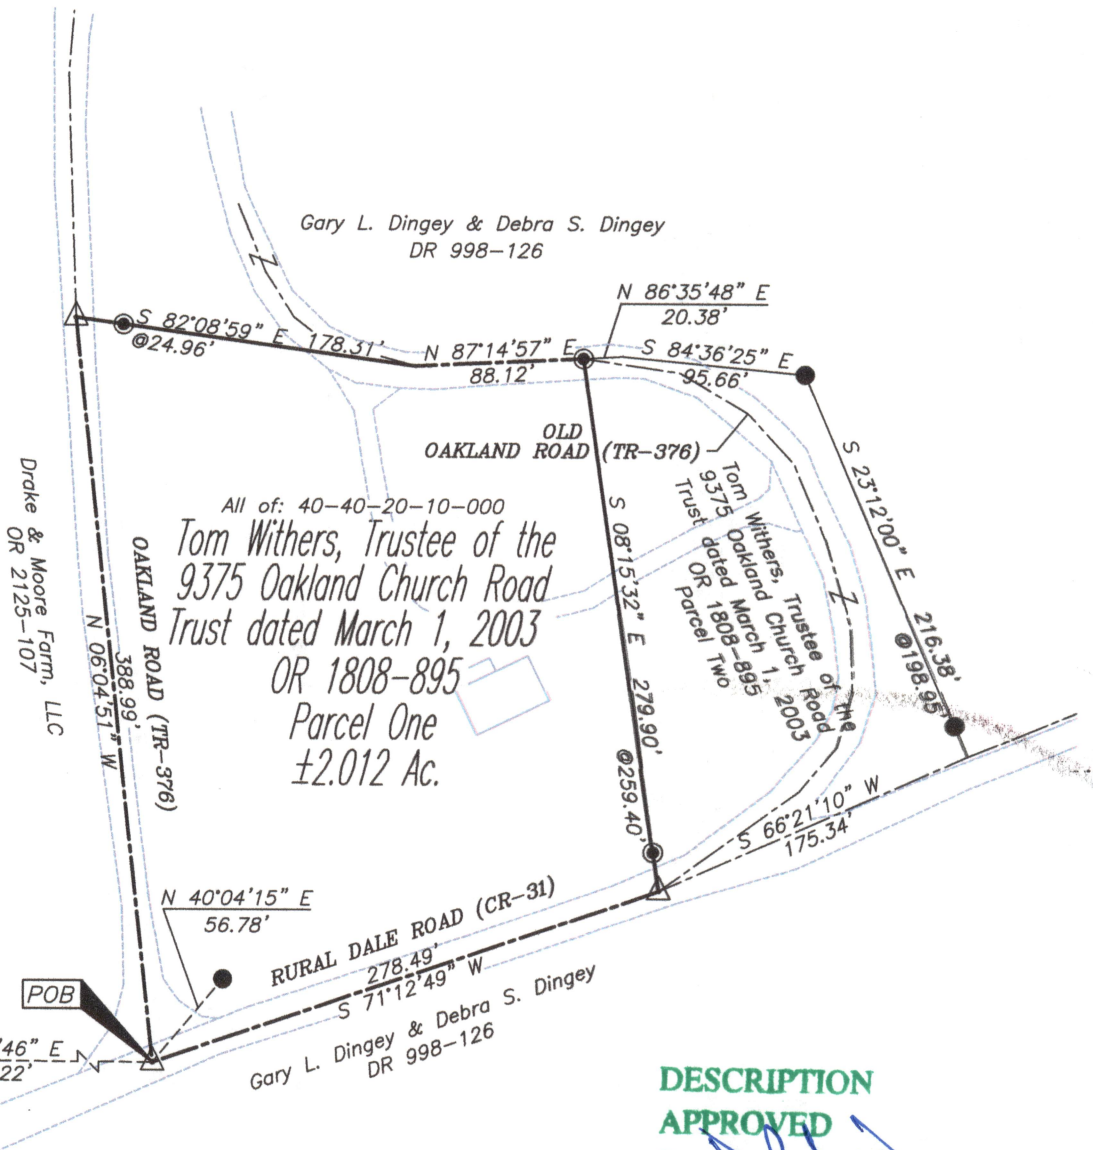 Gary L. Dingey & Debra S. Dingey
DR 998-126
N 86°35'48" E
20.38'
S 82°08'59" E 178.31'
@24.96'
N 87°14'57" E
88.12'
S 84°36'25" E
95.66'
OLD
OAKLAND ROAD (TR-376)
S 23°12'00" E 216.38'
@198.95'
Drake & Moore Farm, LLC
OR 2125-107
N 06°04'51" W
388.99'
OAKLAND ROAD (TR-376)
All of: 40-40-20-10-000
Tom Withers, Trustee of the
9375 Oakland Church Road
Trust dated March 1, 2003
OR 1808-895
Parcel One
±2.012 Ac.
S 08°15'32" E 279.90'
@259.40'
Tom Withers, Trustee of the
9375 Oakland Church Road
Trust dated March 1, 2003
OR 1808-895
Parcel Two
S 66°21'10" W
175.34'
N 40°04'15" E
56.78'
RURAL DALE ROAD (CR-31)
278.49'
S 71°12'49" W
POB
'46" E
22'
Gary L. Dingey & Debra S. Dingey
DR 998-126
DESCRIPTION
APPROVED